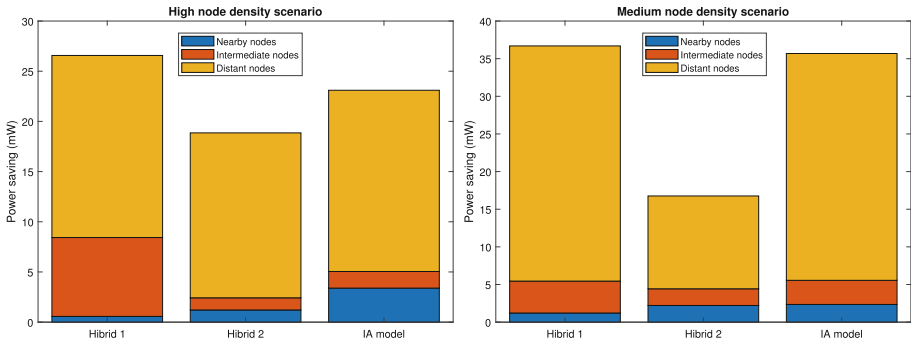 High node density scenario
30
25
20
15
10
5
0
Power saving (mW)
Nearby nodes
Intermediate nodes
Distant nodes
Hibrid 1
Hibrid 2
IA model
Medium node density scenario
40
35
30
25
20
15
10
5
0
Power saving (mW)
Nearby nodes
Intermediate nodes
Distant nodes
Hibrid 1
Hibrid 2
IA model